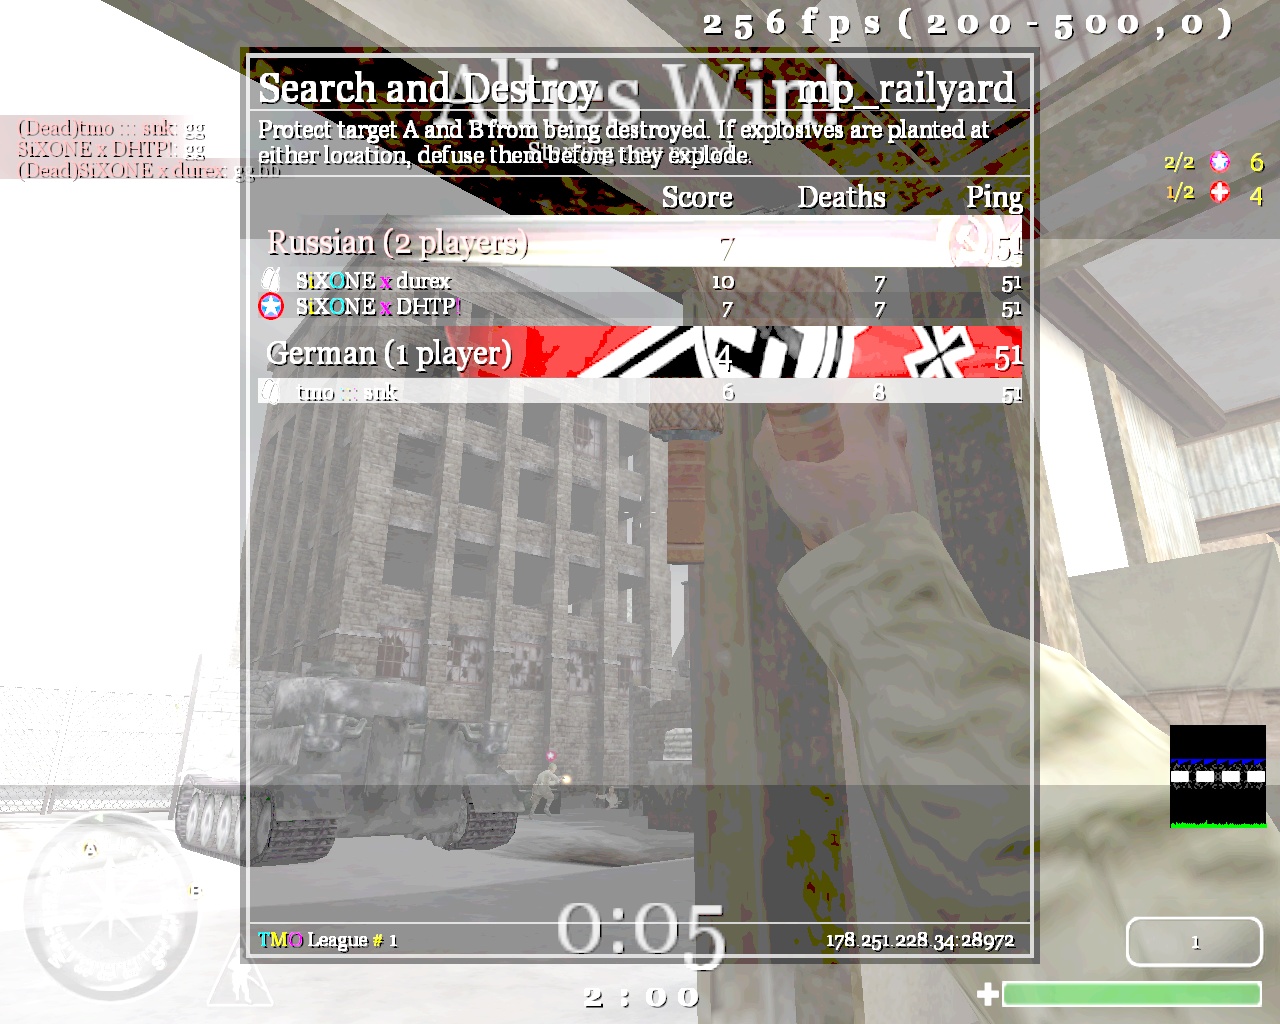 256fps(200-500,0)
Allies Win!
Search and Destroy mp_railyard
Protect target A and B from being destroyed. If explosives are planted at
either location, defuse them before they explode.
Starting new round...
(Dead)tmo ::: snk: gg
SiXONE x DHTP!: gg
(Dead)SiXONE x durex: gg
2/2 6
1/2 4
Score Deaths Ping
Russian (2 players) 7 51
SiXONE x durex 10 7 51
SiXONE x DHTP! 7 7 51
German (1 player) 4 51
tmo ::: snk 6 8 51
A
B
0:05
TMO League # 1 178.251.228.34:28972
1
2:00